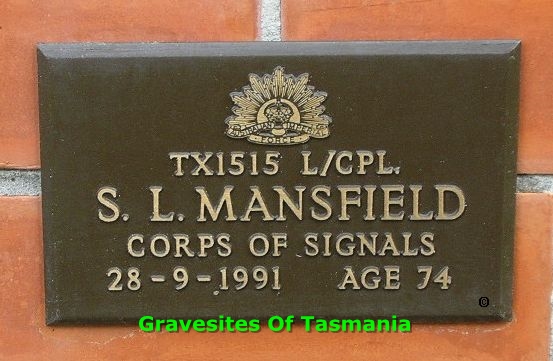 AUSTRALIAN IMPERIAL
FORCE
TX1515 L/CPL.
S. L. MANSFIELD
CORPS OF SIGNALS
28-9-1991 AGE 74
©
Gravesites Of Tasmania